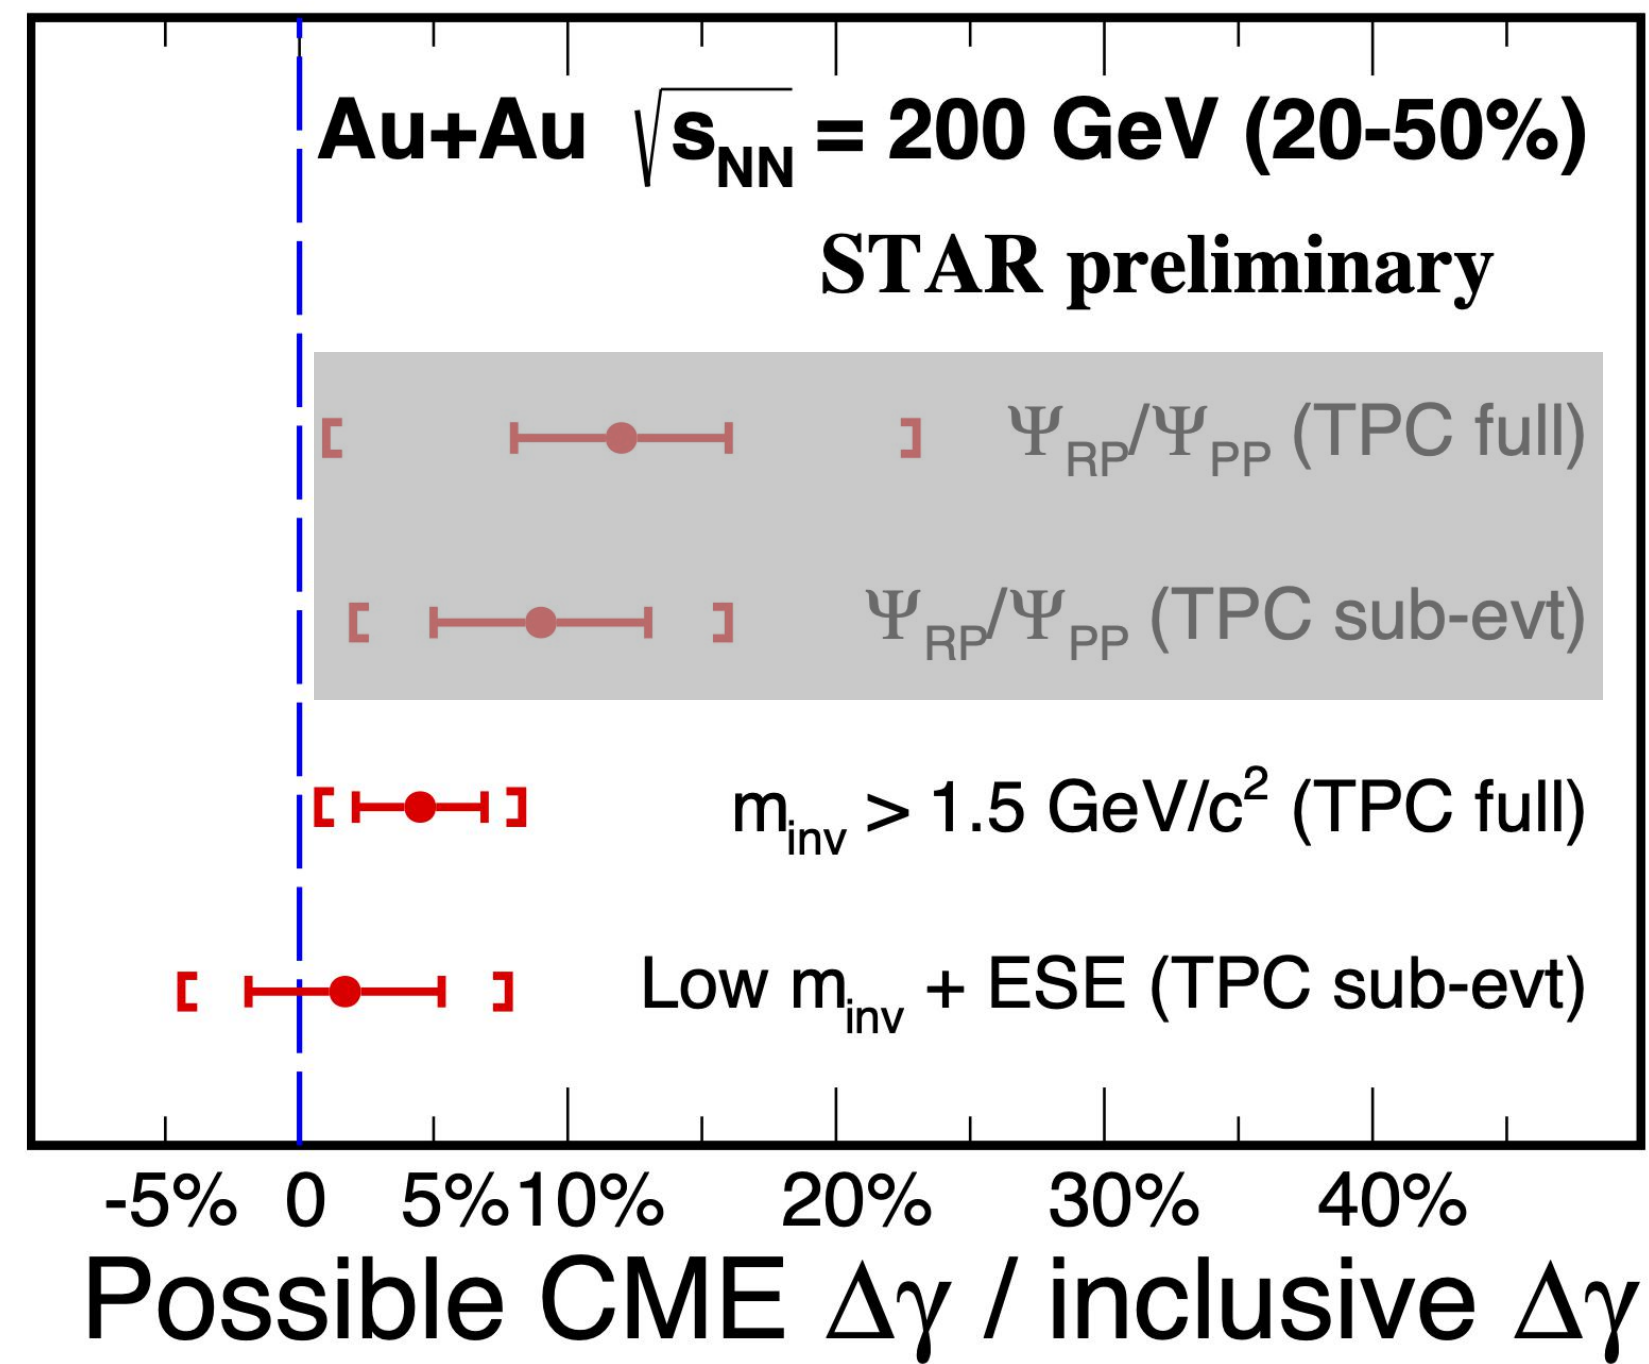 Au+Au √sNN = 200 GeV (20-50%)
STAR preliminary
ΨRP/ΨPP (TPC full)
ΨRP/ΨPP (TPC sub-evt)
minv > 1.5 GeV/c² (TPC full)
Low minv + ESE (TPC sub-evt)
-5% 0 5% 10% 20% 30% 40%
Possible CME Δγ / inclusive Δγ